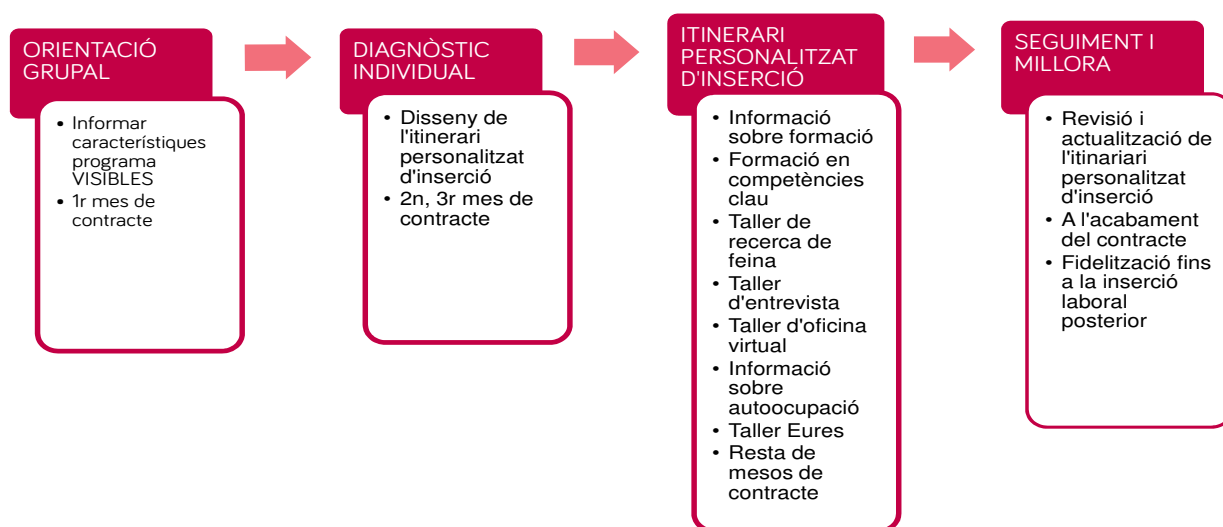 ORIENTACIÓ
GRUPAL
• Informar
característiques
programa
VISIBLES
• 1r mes de
contracte
DIAGNÒSTIC
INDIVIDUAL
• Disseny de
l'itinerari
personalitzat
d'inserció
• 2n, 3r mes de
contracte
ITINERARI
PERSONALITZAT
D'INSERCIÓ
• Informació
sobre formació
• Formació en
competències
clau
• Taller de
recerca de
feina
• Taller
d'entrevista
• Taller d'oficina
virtual
• Informació
sobre
autoocupació
• Taller Eures
• Resta de
mesos de
contracte
SEGUIMENT I
MILLORA
• Revisió i
actualització de
l'itinariari
personalitzat
d'inserció
• A l'acabament
del contracte
• Fidelització fins
a la inserció
laboral
posterior